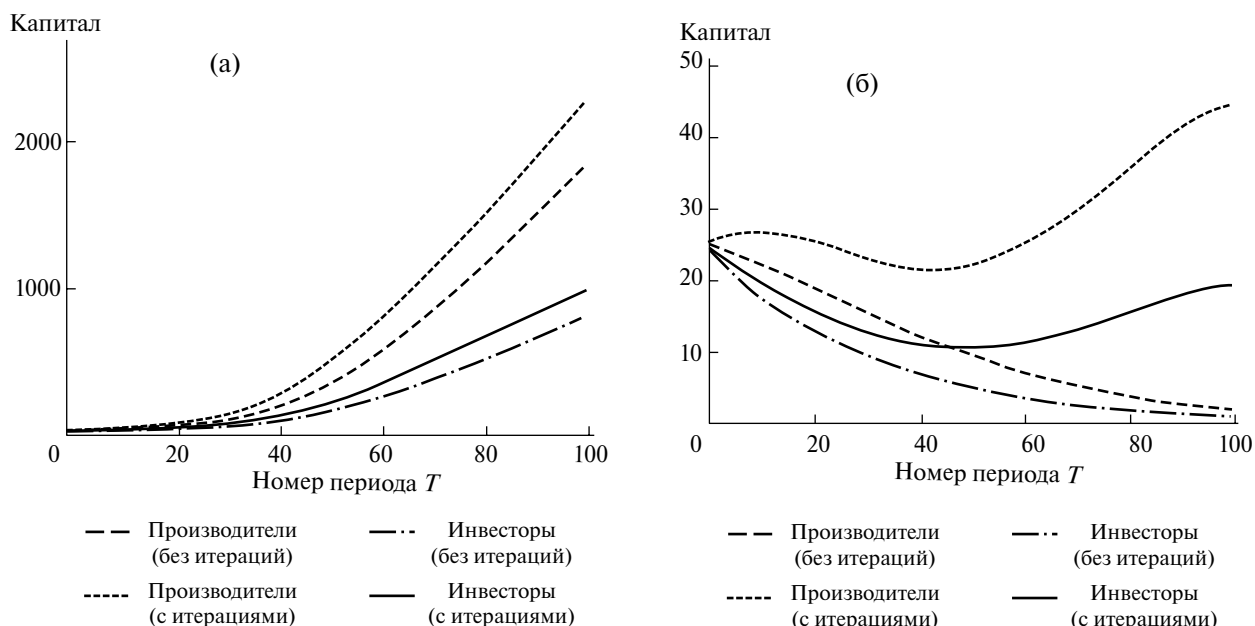 Капитал
(а)
2000
1000
0
20
40
60
80
100
Номер периода T
Производители
(без итераций)
Инвесторы
(без итераций)
Производители
(с итерациями)
Инвесторы
(с итерациями)
Капитал
50
(б)
40
30
20
10
0
20
40
60
80
100
Номер периода T
Производители
(без итераций)
Инвесторы
(без итераций)
Производители
(с итерациями)
Инвесторы
(с итерациями)